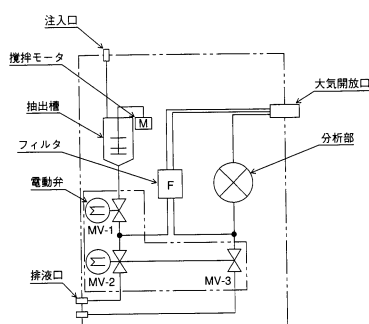 注入口
攪拌モータ
大気開放口
抽出槽
M
分析部
フィルタ
F
電動弁
MV-1
MV-2
MV-3
排液口